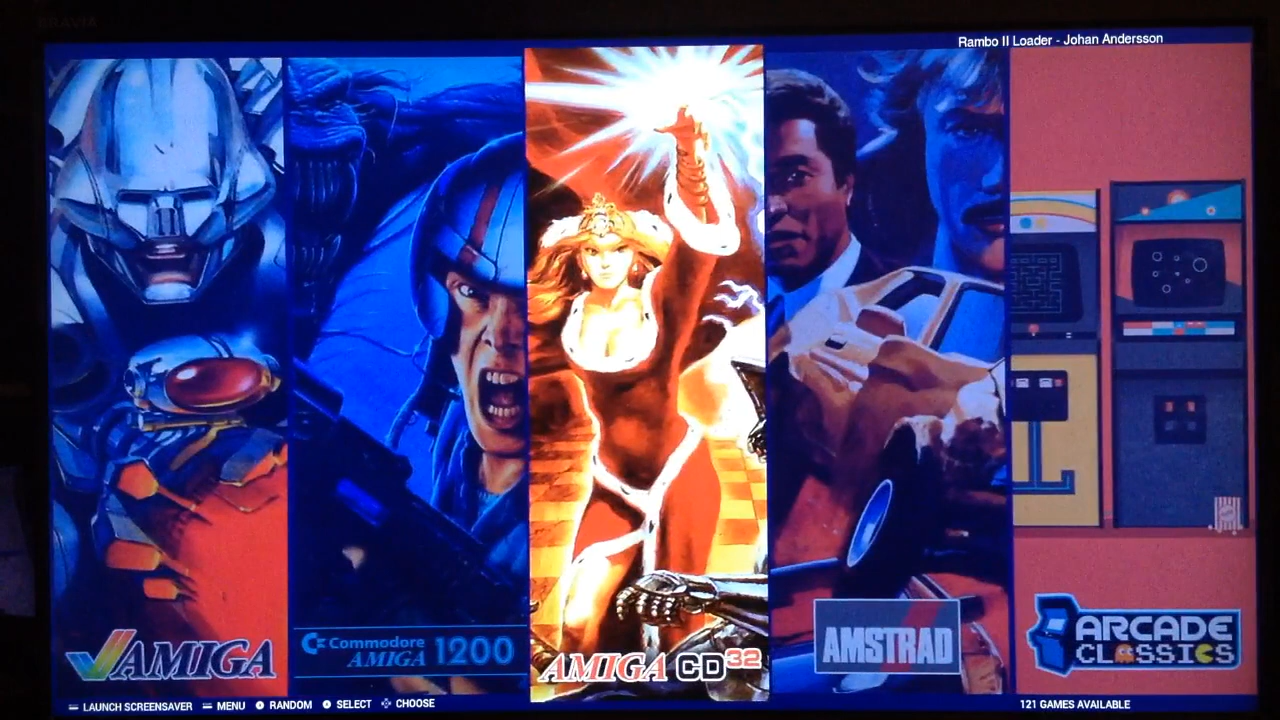 BRAVIA
Rambo II Loader - Johan Andersson
AMIGA
Commodore
AMIGA 1200
AMIGA CD32
AMSTRAD
ARCADE
CLASSICS
LAUNCH SCREENSAVER MENU RANDOM SELECT CHOOSE
121 GAMES AVAILABLE